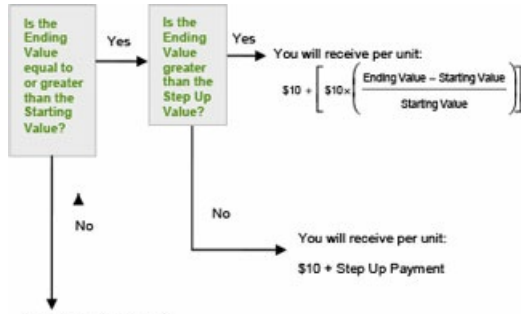 Is the
Ending
Value
equal to
or greater
than the
Starting
Value?
Yes
Is the
Ending
Value
greater
than the
Step Up
Value?
Yes
You will receive per unit:
$10 + [ $10× ( Ending Value – Starting Value
Starting Value ) ]
No
No
You will receive per unit:
$10 + Step Up Payment